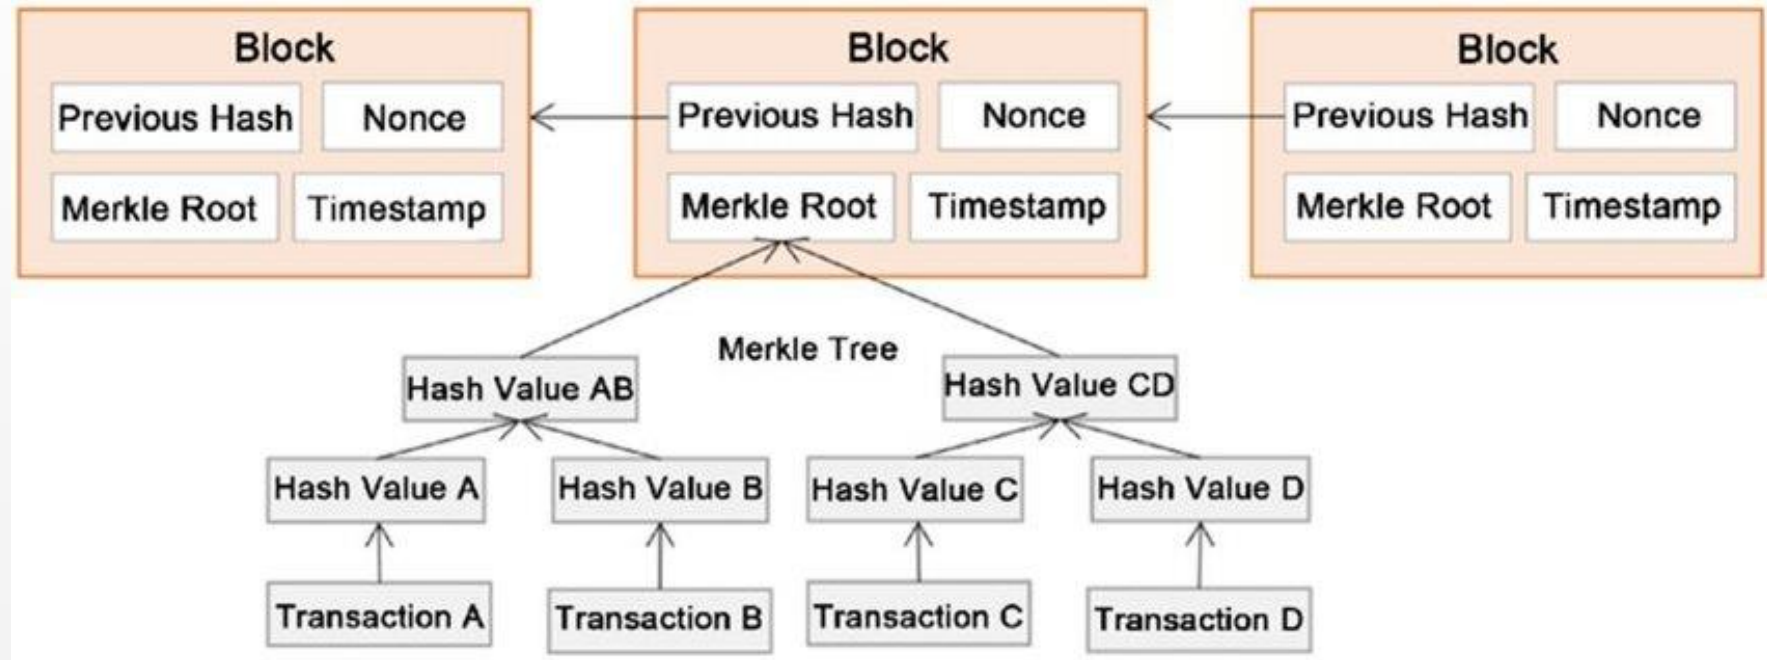 Block
Previous Hash Nonce
Merkle Root Timestamp
Block
Previous Hash Nonce
Merkle Root Timestamp
Block
Previous Hash Nonce
Merkle Root Timestamp
Merkle Tree
Hash Value AB Hash Value CD
Hash Value A Hash Value B Hash Value C Hash Value D
Transaction A Transaction B Transaction C Transaction D